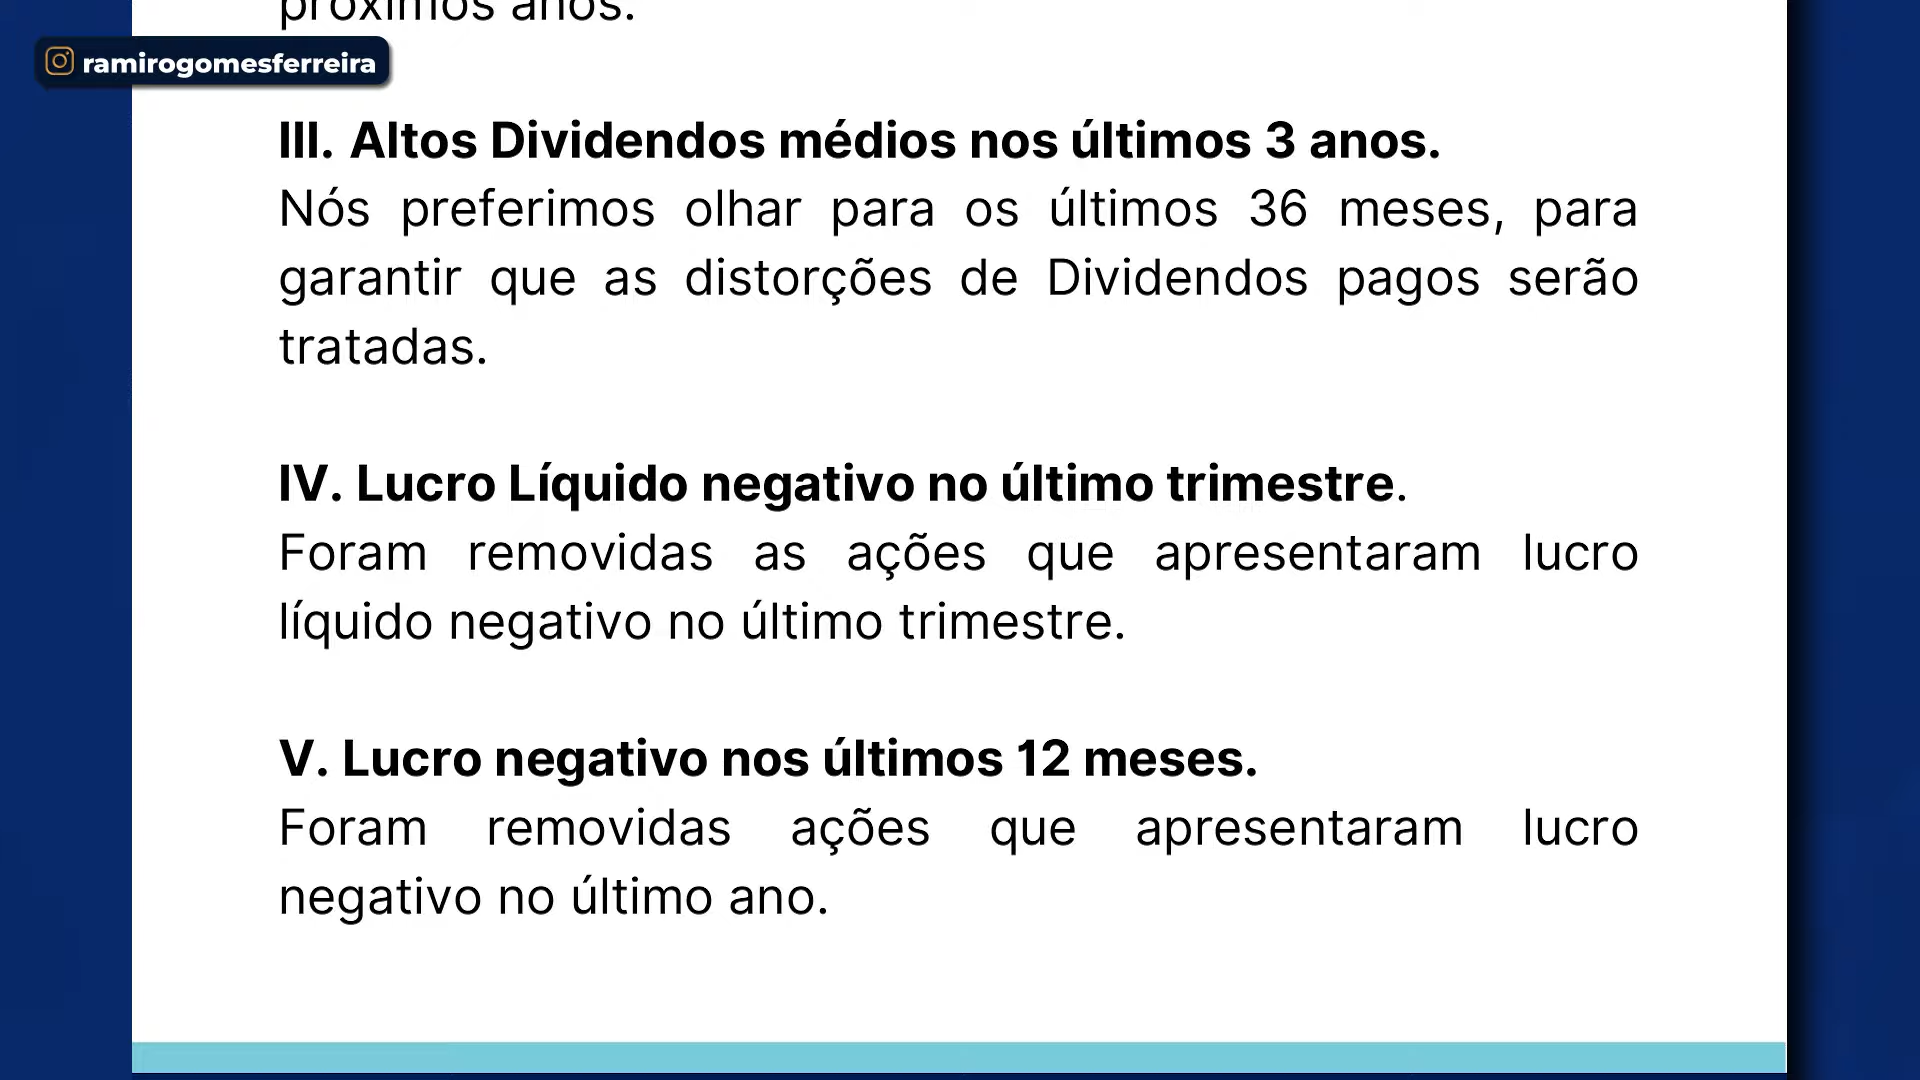 próximos anos.
ramirogomesferreira
III. Altos Dividendos médios nos últimos 3 anos.
Nós preferimos olhar para os últimos 36 meses, para
garantir que as distorções de Dividendos pagos serão
tratadas.
IV. Lucro Líquido negativo no último trimestre.
Foram removidas as ações que apresentaram lucro
líquido negativo no último trimestre.
V. Lucro negativo nos últimos 12 meses.
Foram removidas ações que apresentaram lucro
negativo no último ano.